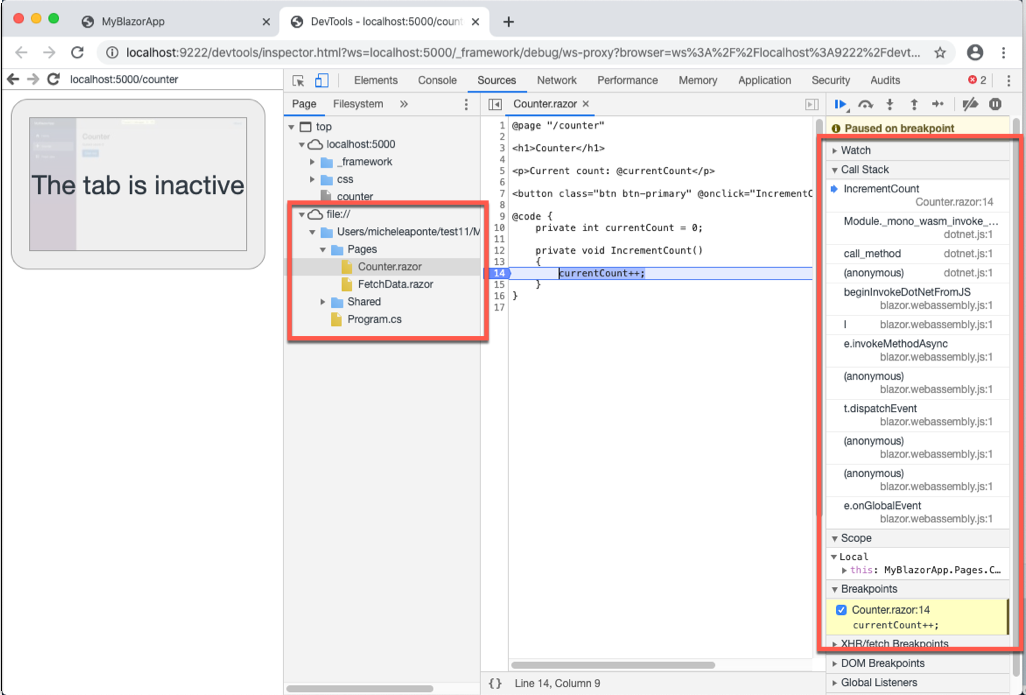 MyBlazorApp ×
DevTools - localhost:5000/count ×
localhost:9222/devtools/inspector.html?ws=localhost:5000/_framework/debug/ws-proxy?browser=ws%3A%2F%2Flocalhost%3A9222%2Fdevt...
localhost:5000/counter
Elements Console Sources Network Performance Memory Application Security Audits 2
Page Filesystem »
Counter.razor ×
The tab is inactive
top
localhost:5000
_framework
css
counter
file://
Users/micheleaponte/test11/M
Pages
Counter.razor
FetchData.razor
Shared
Program.cs
1 @page "/counter"
2
3 <h1>Counter</h1>
4
5 <p>Current count: @currentCount</p>
6
7 <button class="btn btn-primary" @onclick="IncrementC
8
9 @code {
10 private int currentCount = 0;
11
12 private void IncrementCount()
13 {
14 currentCount++;
15 }
16 }
17
{} Line 14, Column 9
Paused on breakpoint
Watch
Call Stack
IncrementCount
Counter.razor:14
Module._mono_wasm_invoke_...
dotnet.js:1
call_method dotnet.js:1
(anonymous) dotnet.js:1
beginInvokeDotNetFromJS
blazor.webassembly.js:1
l blazor.webassembly.js:1
e.invokeMethodAsync
blazor.webassembly.js:1
(anonymous)
blazor.webassembly.js:1
t.dispatchEvent
blazor.webassembly.js:1
(anonymous)
blazor.webassembly.js:1
(anonymous)
blazor.webassembly.js:1
e.onGlobalEvent
blazor.webassembly.js:1
Scope
Local
this: MyBlazorApp.Pages.C...
Breakpoints
Counter.razor:14
currentCount++;
XHR/fetch Breakpoints
DOM Breakpoints
Global Listeners